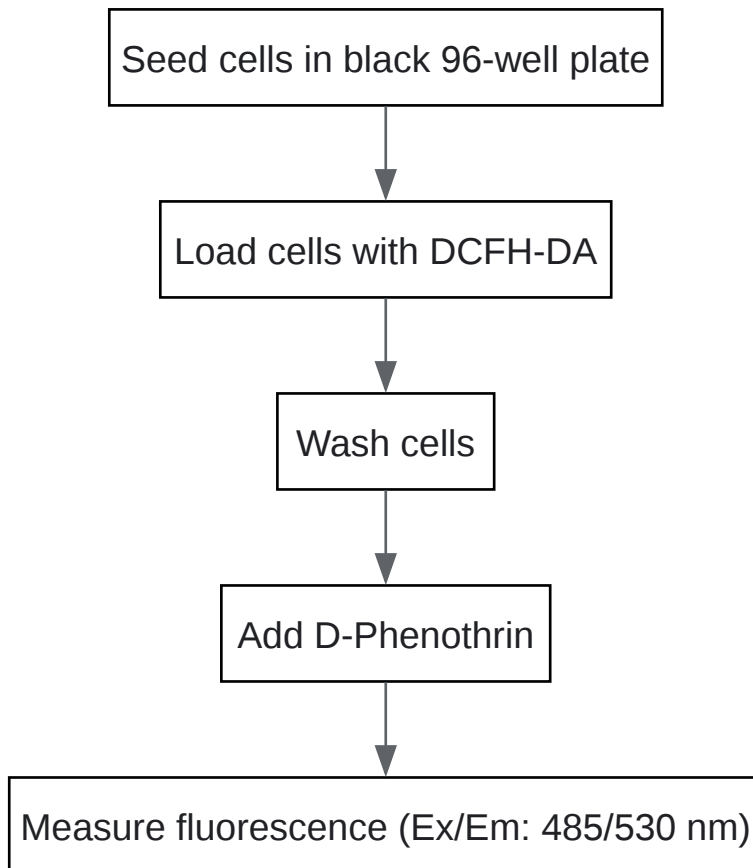 Seed cells in black 96-well plate
Load cells with DCFH-DA
Wash cells
Add D-Phenothrin
Measure fluorescence (Ex/Em: 485/530 nm)